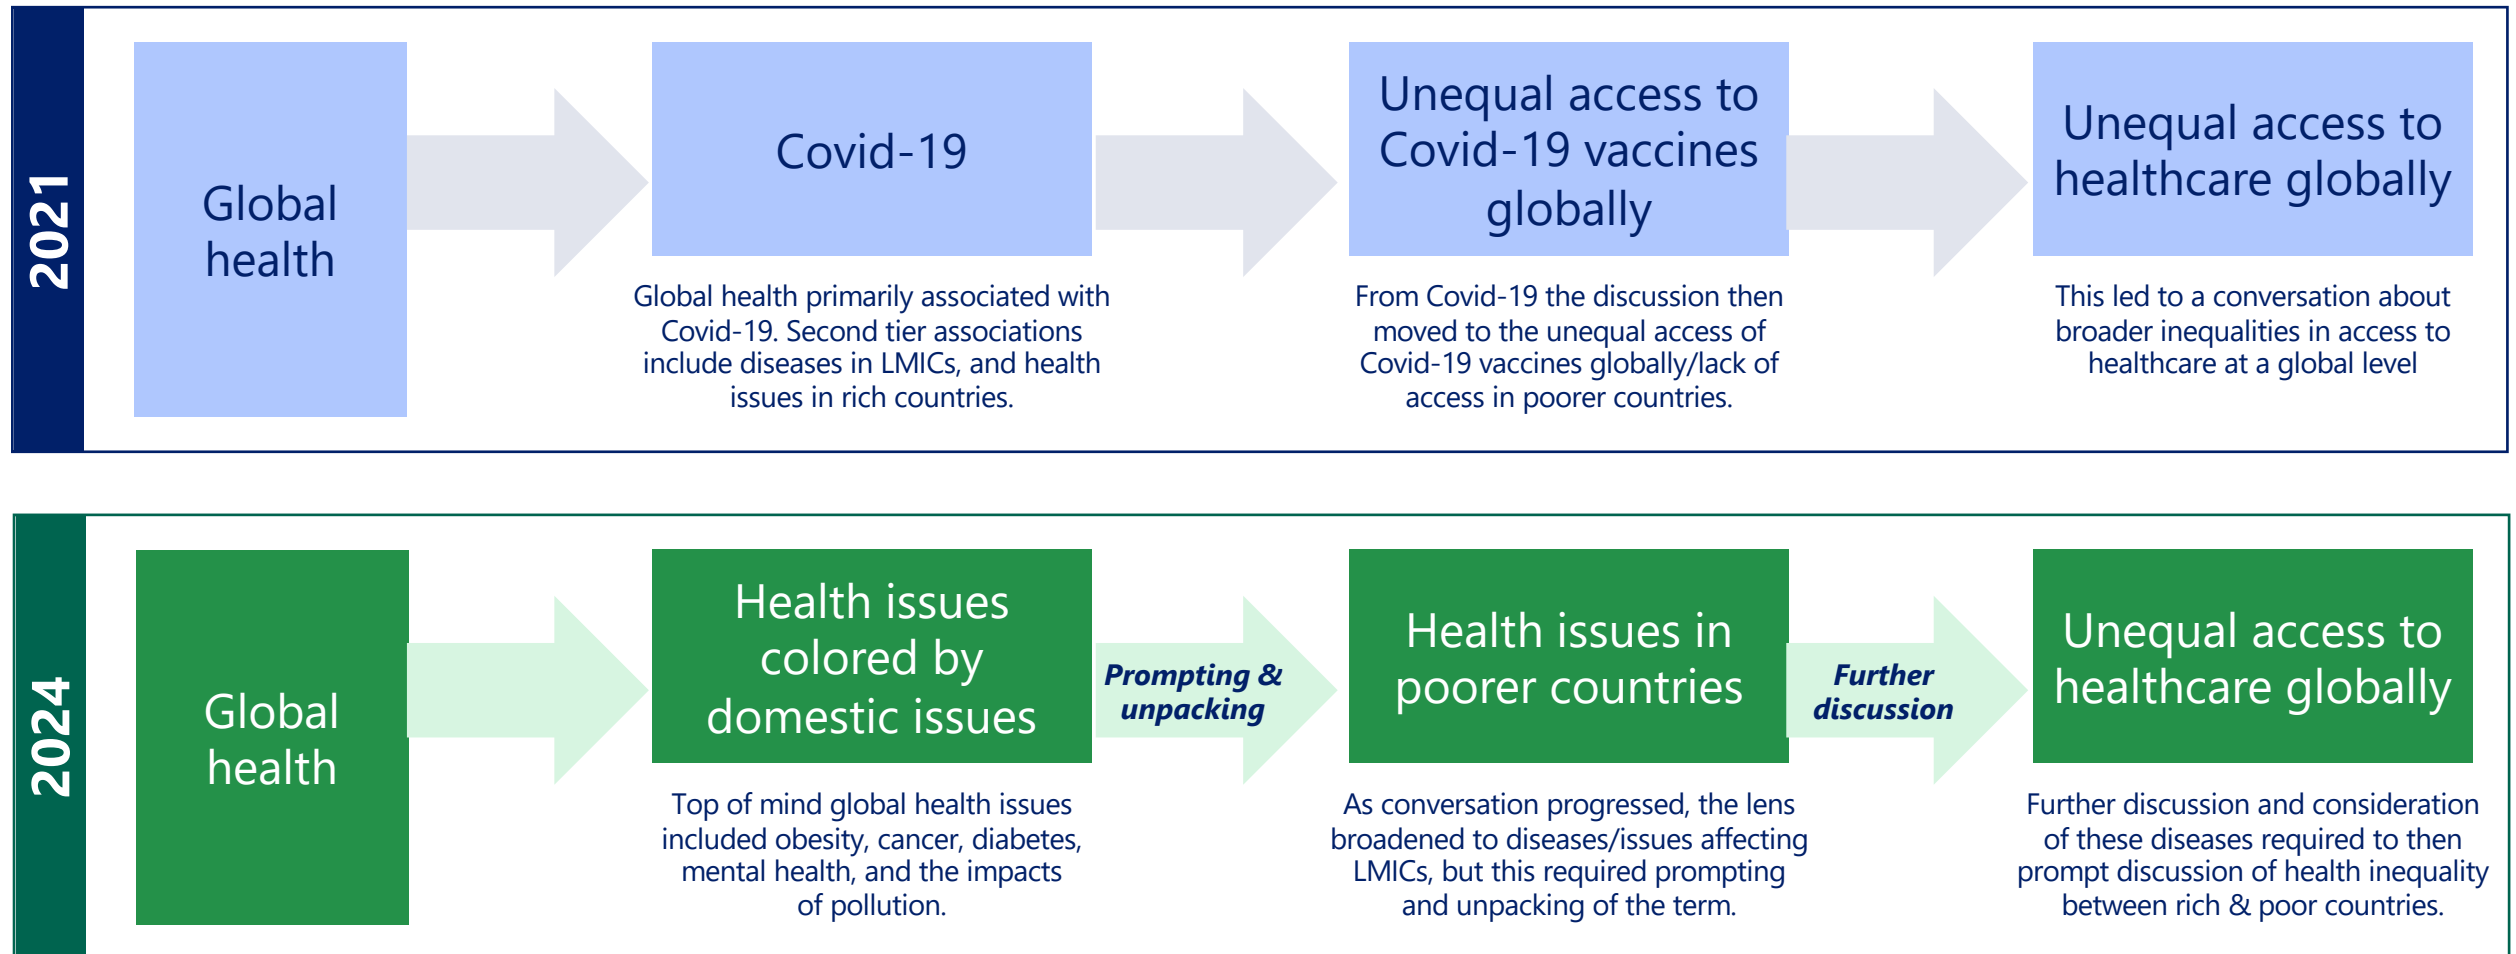 2021
Global
health
Covid-19
Global health primarily associated with
Covid-19. Second tier associations
include diseases in LMICs, and health
issues in rich countries.
Unequal access to
Covid-19 vaccines
globally
From Covid-19 the discussion then
moved to the unequal access of
Covid-19 vaccines globally/lack of
access in poorer countries.
Unequal access to
healthcare globally
This led to a conversation about
broader inequalities in access to
healthcare at a global level
2024
Global
health
Health issues
colored by
domestic issues
Top of mind global health issues
included obesity, cancer, diabetes,
mental health, and the impacts
of pollution.
Prompting &
unpacking
Health issues in
poorer countries
As conversation progressed, the lens
broadened to diseases/issues affecting
LMICs, but this required prompting
and unpacking of the term.
Further
discussion
Unequal access to
healthcare globally
Further discussion and consideration
of these diseases required to then
prompt discussion of health inequality
between rich & poor countries.